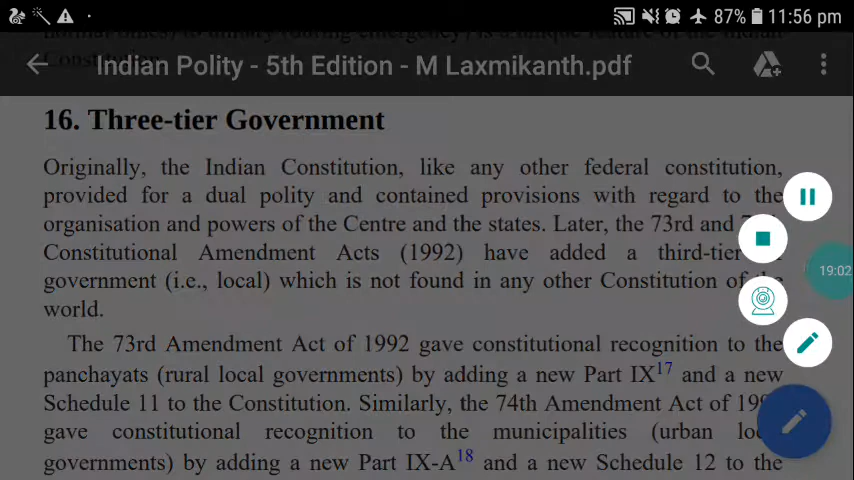 87% 11:56 pm
Indian Polity - 5th Edition - M Laxmikanth.pdf
16. Three-tier Government
Originally, the Indian Constitution, like any other federal constitution,
provided for a dual polity and contained provisions with regard to the
organisation and powers of the Centre and the states. Later, the 73rd and
Constitutional Amendment Acts (1992) have added a third-tier
government (i.e., local) which is not found in any other Constitution of the
world.
The 73rd Amendment Act of 1992 gave constitutional recognition to the
panchayats (rural local governments) by adding a new Part IX17 and a new
Schedule 11 to the Constitution. Similarly, the 74th Amendment Act of
gave constitutional recognition to the municipalities (urban
governments) by adding a new Part IX-A18 and a new Schedule 12 to the
19:02